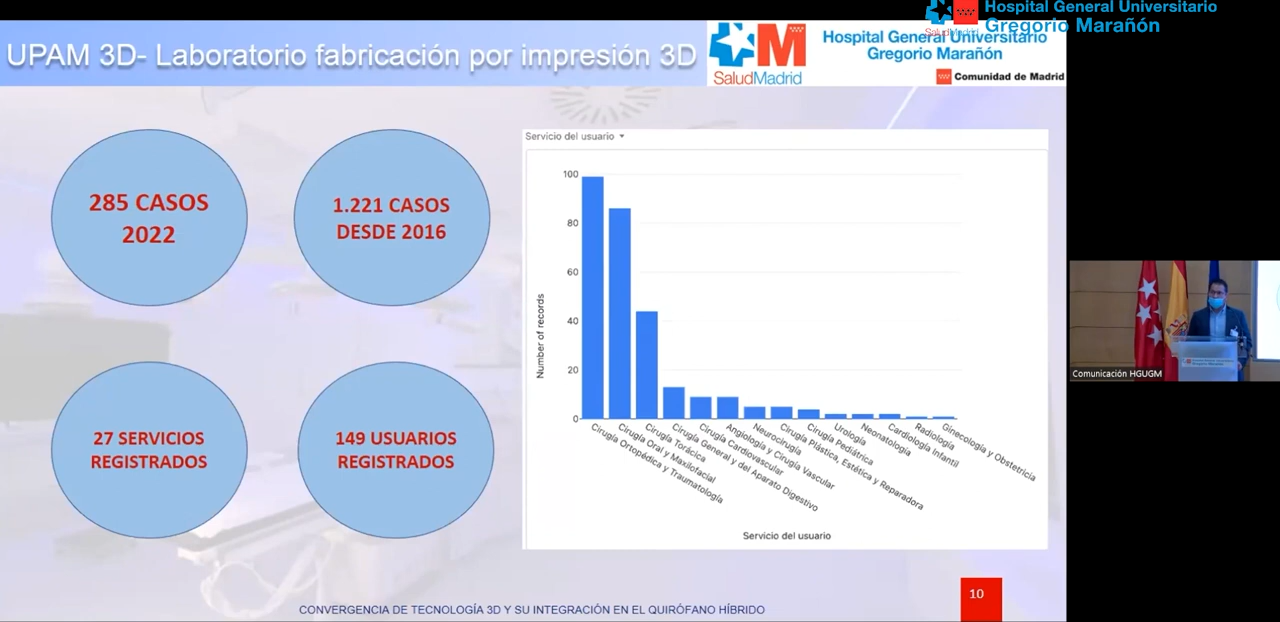 Hospital General Universitario
Gregorio Marañón
SaludMadrid
UPAM 3D- Laboratorio fabricación por impresión 3D
SaludMadrid
Hospital General Universitario
Gregorio Marañón
Comunidad de Madrid
285 CASOS
2022
1.221 CASOS
DESDE 2016
27 SERVICIOS
REGISTRADOS
149 USUARIOS
REGISTRADOS
Servicio del usuario
Number of records
100
80
60
40
20
0
Cirugía Ortopédica y Traumatología
Cirugía Oral y Maxilofacial
Cirugía Torácica
Cirugía General y del Aparato Digestivo
Cirugía Cardiovascular
Angiología y Cirugía Vascular
Neurocirugía
Cirugía Plástica, Estética y Reparadora
Cirugía Pediátrica
Urología
Neonatología
Cardiología Infantil
Radiología
Ginecología y Obstetricia
Servicio del usuario
CONVERGENCIA DE TECNOLOGÍA 3D Y SU INTEGRACIÓN EN EL QUIRÓFANO HÍBRIDO
10
Comunicación HGUGM